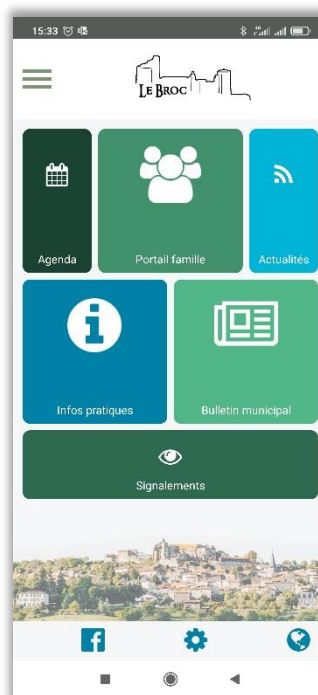 15:33
LE BROC
Agenda
Portail famille
Actualités
Infos pratiques
Bulletin municipal
Signalements